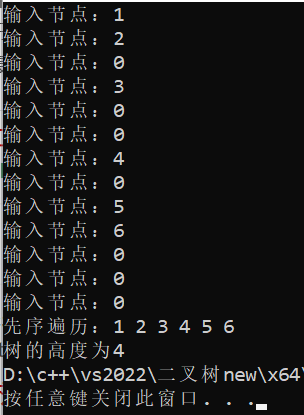 输入节点：1
输入节点：2
输入节点：0
输入节点：3
输入节点：0
输入节点：0
输入节点：4
输入节点：0
输入节点：5
输入节点：6
输入节点：0
输入节点：0
输入节点：0
先序遍历：1 2 3 4 5 6
树的高度为4
D:\c++\vs2022\二叉树new\x64\
按任意键关闭此窗口. . .